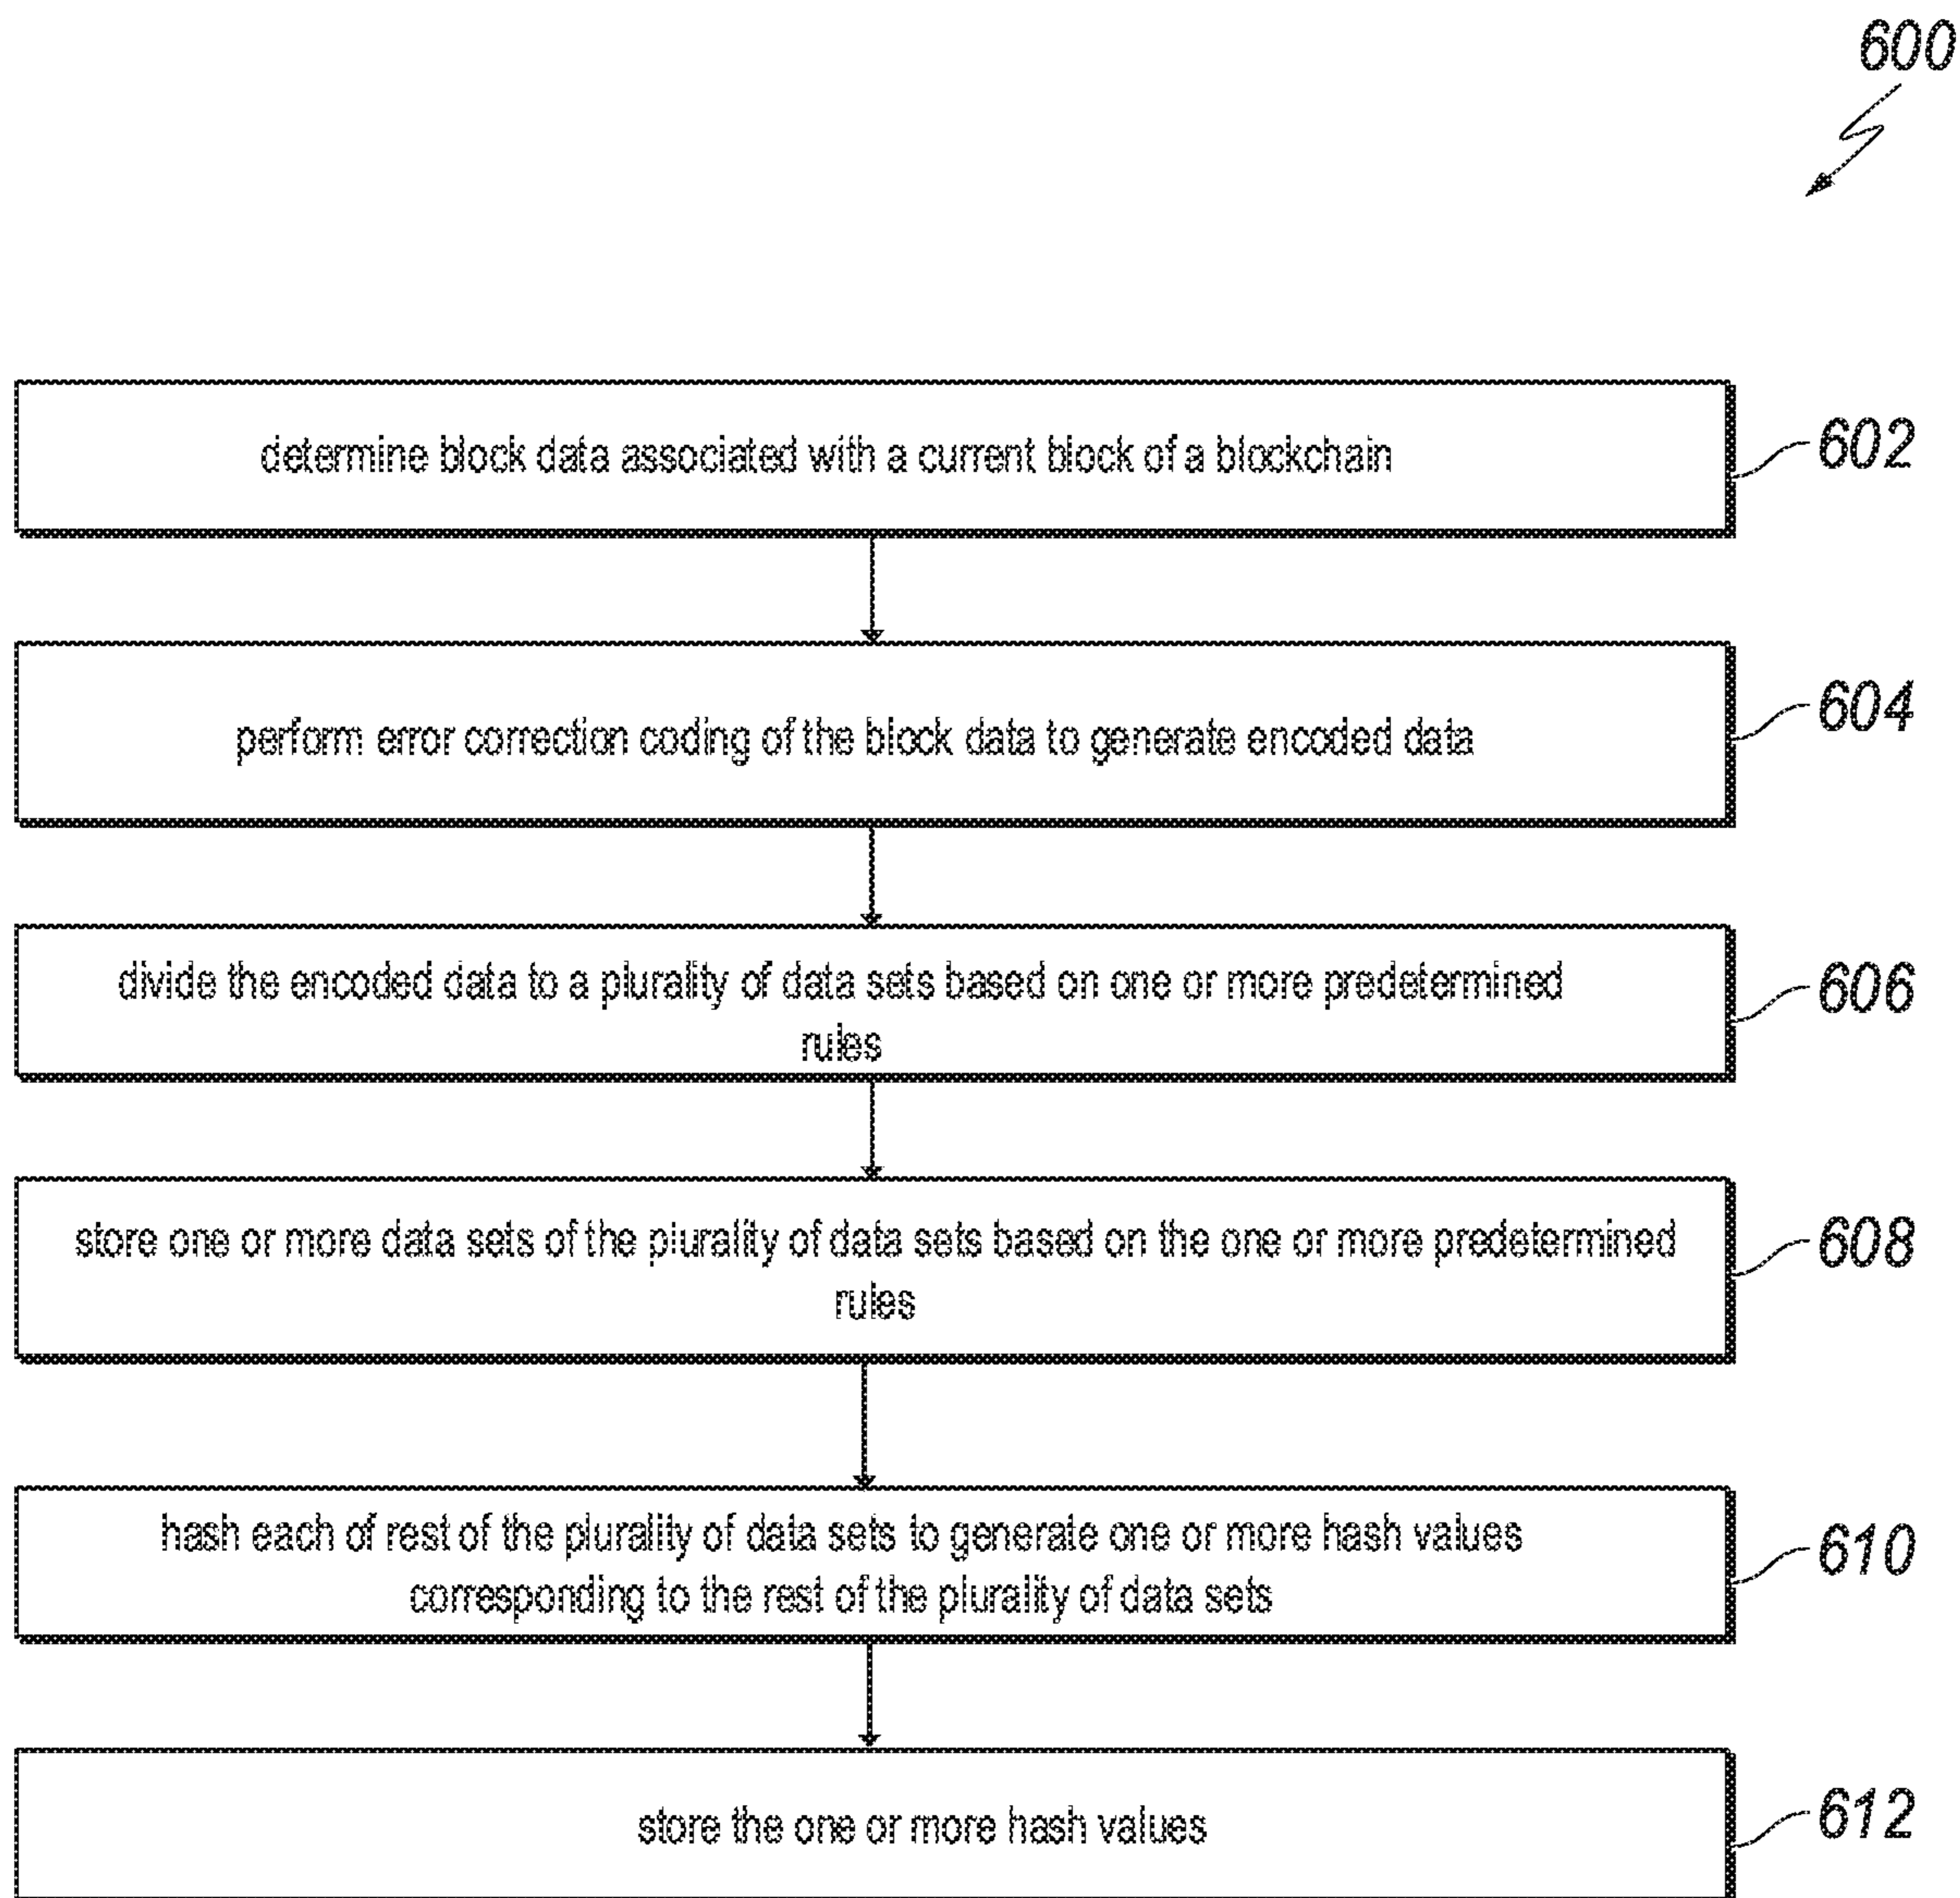 600
determine block data associated with a current block of a blockchain
602
perform error correction coding of the block data to generate encoded data
604
divide the encoded data to a plurality of data sets based on one or more predetermined
rules
606
store one or more data sets of the plurality of data sets based on the one or more predetermined
rules
608
hash each of rest of the plurality of data sets to generate one or more hash values
corresponding to the rest of the plurality of data sets
610
store the one or more hash values
612